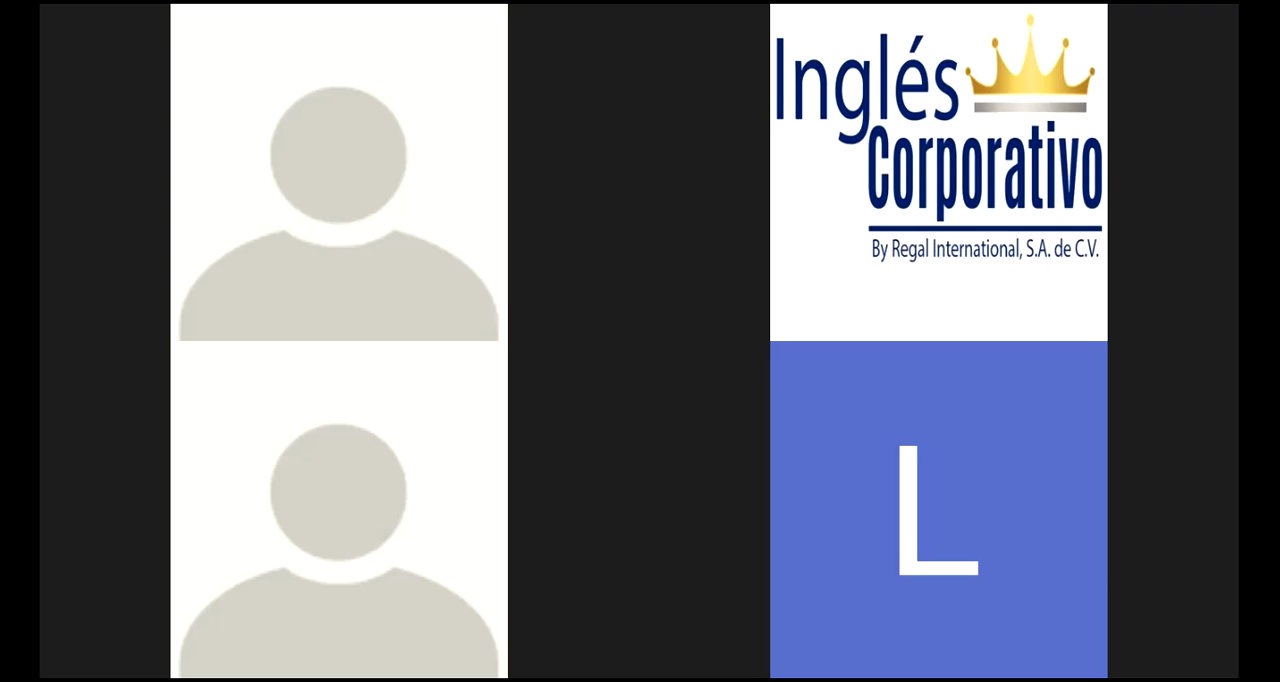 Inglés
Corporativo
By Regal International, S.A. de C.V.
L